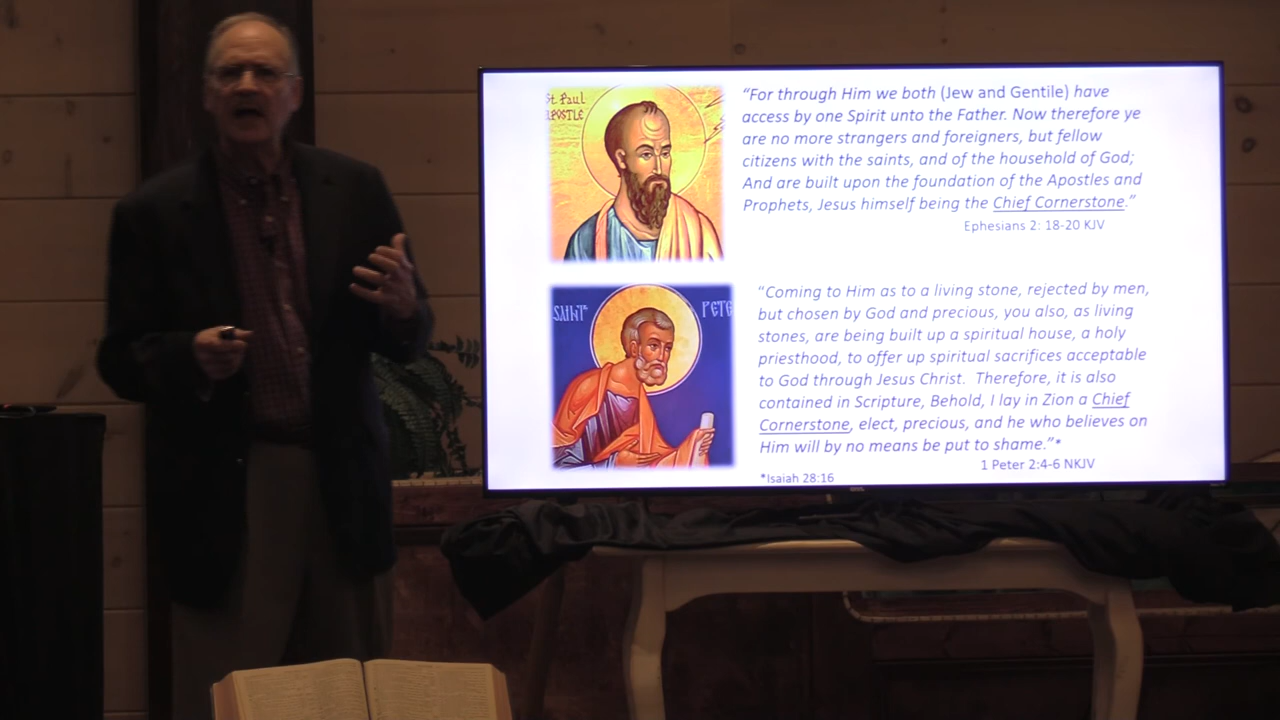 St. Paul
APOSTLE
“For through Him we both (Jew and Gentile) have
access by one Spirit unto the Father. Now therefore ye
are no more strangers and foreigners, but fellow
citizens with the saints, and of the household of God;
And are built upon the foundation of the Apostles and
Prophets, Jesus himself being the Chief Cornerstone.”
Ephesians 2: 18-20 KJV
SAINT PETE
“Coming to Him as to a living stone, rejected by men,
but chosen by God and precious, you also, as living
stones, are being built up a spiritual house, a holy
priesthood, to offer up spiritual sacrifices acceptable
to God through Jesus Christ.  Therefore, it is also
contained in Scripture, Behold, I lay in Zion a Chief
Cornerstone, elect, precious, and he who believes on
Him will by no means be put to shame.”*
1 Peter 2:4-6 NKJV
*Isaiah 28:16